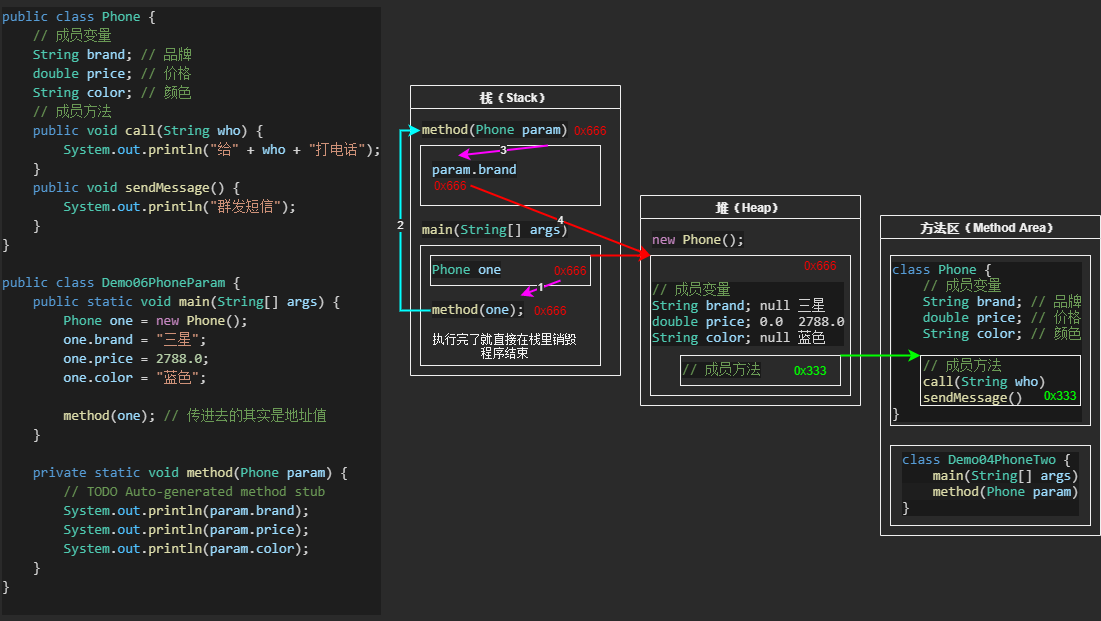 public class Phone {
    // 成员变量
    String brand; // 品牌
    double price; // 价格
    String color; // 颜色
    // 成员方法
    public void call(String who) {
        System.out.println("给" + who + "打电话");
    }
    public void sendMessage() {
        System.out.println("群发短信");
    }
}

public class Demo06PhoneParam {
    public static void main(String[] args) {
        Phone one = new Phone();
        one.brand = "三星";
        one.price = 2788.0;
        one.color = "蓝色";

        method(one); // 传进去的其实是地址值
    }

    private static void method(Phone param) {
        // TODO Auto-generated method stub
        System.out.println(param.brand);
        System.out.println(param.price);
        System.out.println(param.color);
    }
}
栈（Stack）
method(Phone param) 0x666
3
param.brand
0x666
2
4
main(String[] args)
Phone one 0x666
1
method(one); 0x666
执行完了就直接在栈里销毁
程序结束
堆（Heap）
new Phone();
0x666
// 成员变量
String brand; null 三星
double price; 0.0 2788.0
String color; null 蓝色
// 成员方法 0x333
方法区（Method Area）
class Phone {
    // 成员变量
    String brand; // 品牌
    double price; // 价格
    String color; // 颜色
    // 成员方法
    call(String who)
    sendMessage() 0x333
}
class Demo04PhoneTwo {
    main(String[] args)
    method(Phone param)
}